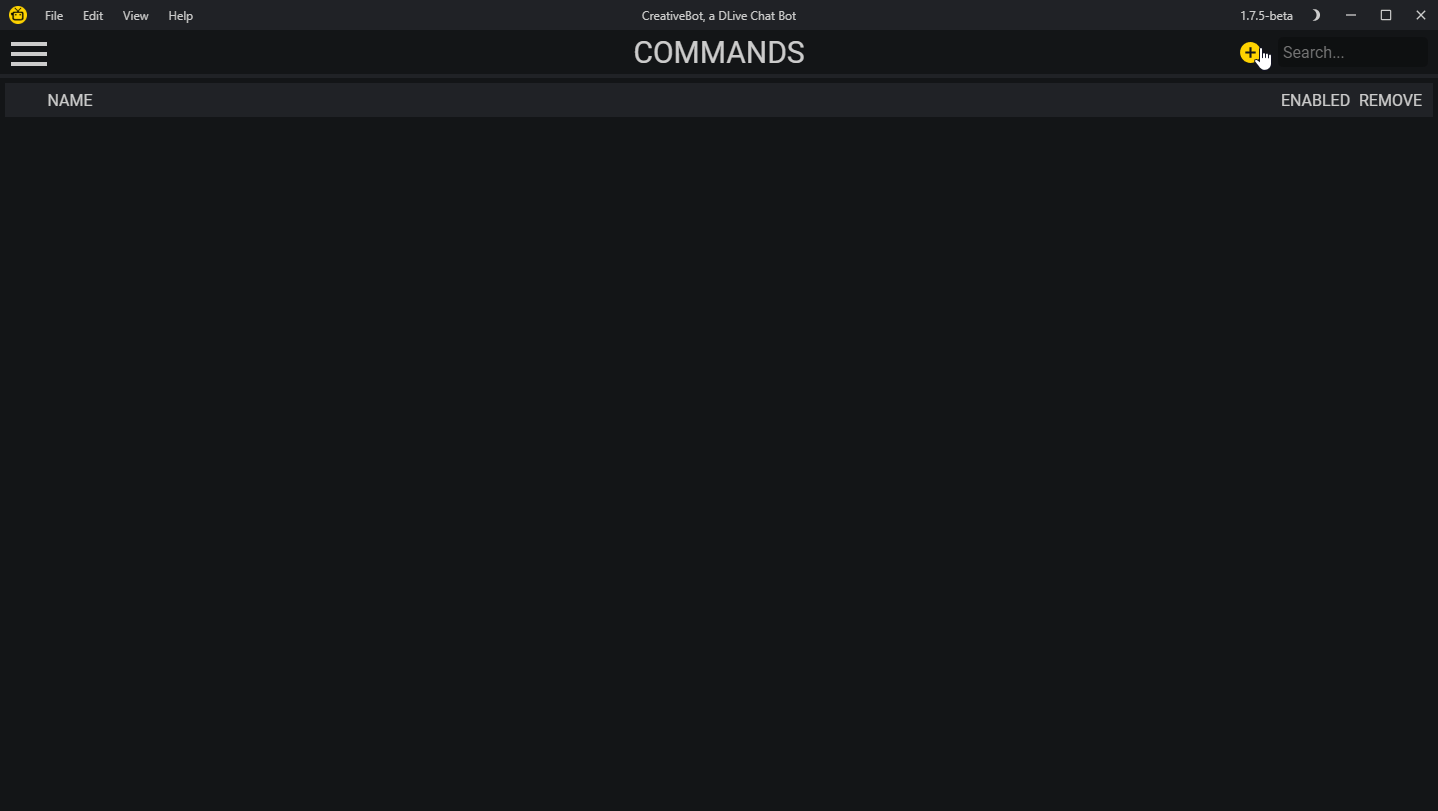 File Edit View Help CreativeBot, a DLive Chat Bot 1.7.5-beta
COMMANDS Search...
NAME ENABLED REMOVE